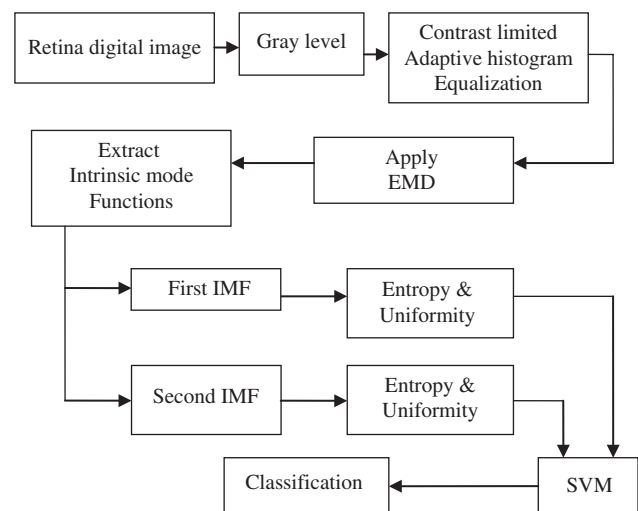 Retina digital image
Gray level
Contrast limited
Adaptive histogram
Equalization
Extract
Intrinsic mode
Functions
Apply
EMD
First IMF
Entropy &
Uniformity
Second IMF
Entropy &
Uniformity
Classification
SVM